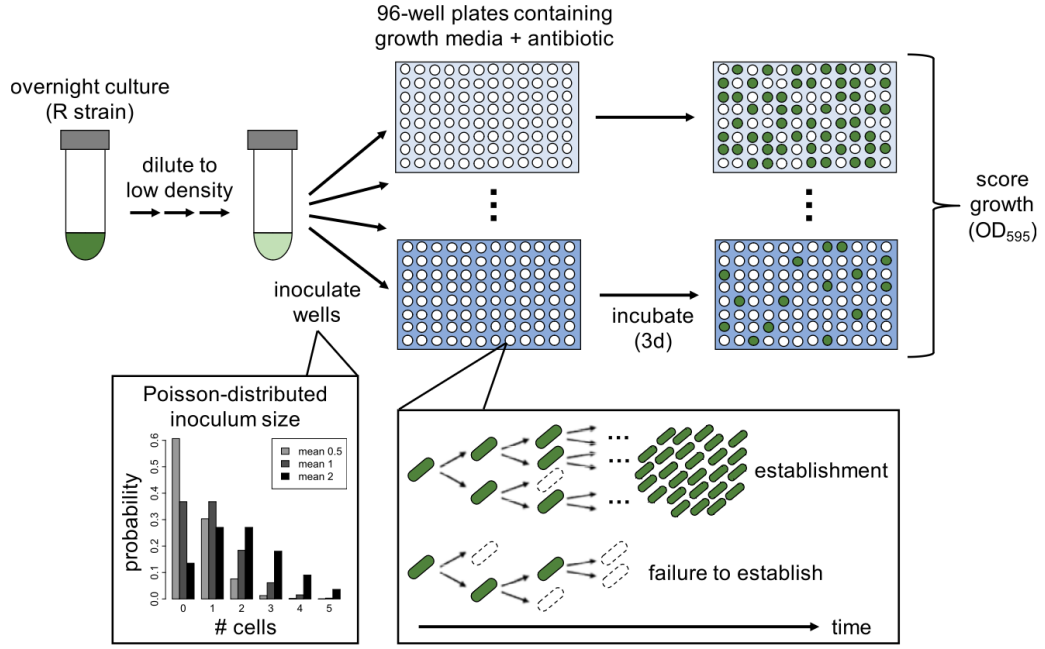 96-well plates containing
growth media + antibiotic
overnight culture
(R strain)
dilute to
low density
score
growth
(OD595)
inoculate
wells
incubate
(3d)
Poisson-distributed
inoculum size
mean 0.5
mean 1
mean 2
probability
0.0 0.1 0.2 0.3 0.4 0.5 0.6
0 1 2 3 4 5
# cells
establishment
failure to establish
time